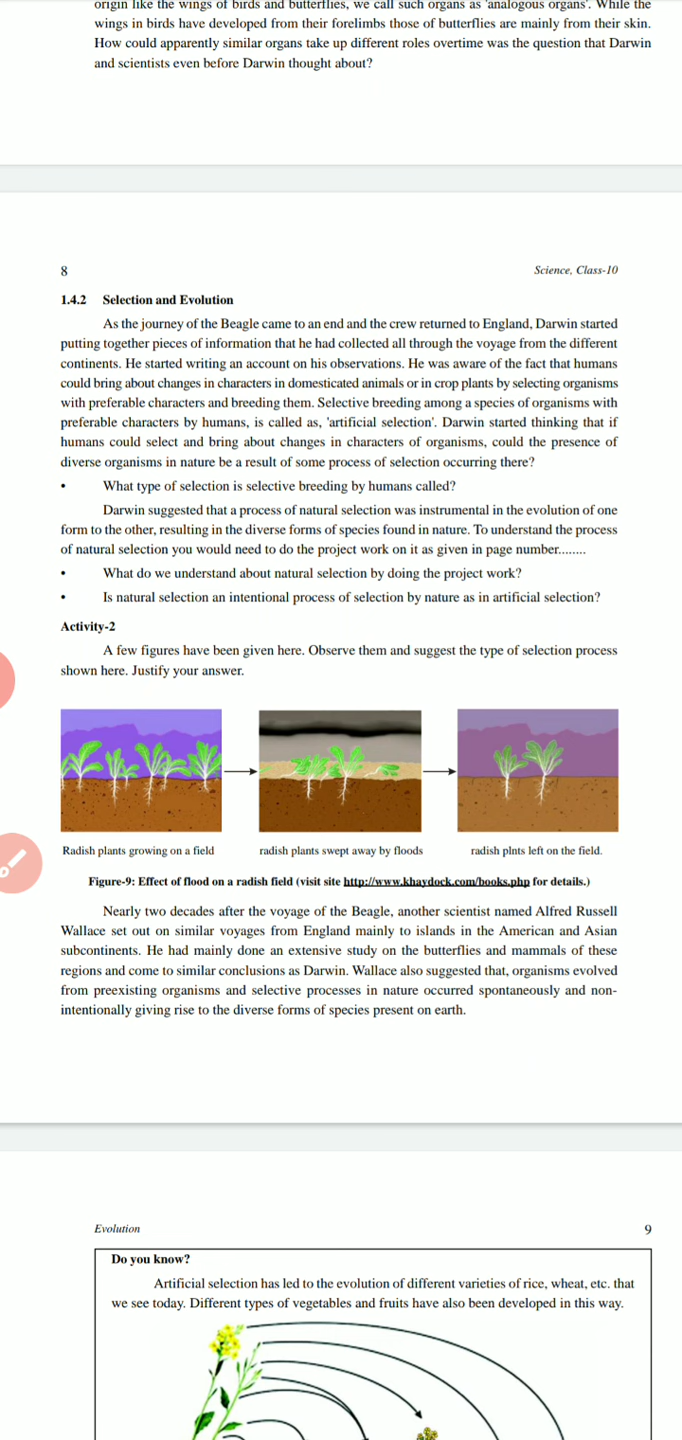 origin like the wings of birds and butterflies, we call such organs as 'analogous organs'. While the
wings in birds have developed from their forelimbs those of butterflies are mainly from their skin.
How could apparently similar organs take up different roles overtime was the question that Darwin
and scientists even before Darwin thought about?
8
Science, Class-10
1.4.2 Selection and Evolution
As the journey of the Beagle came to an end and the crew returned to England, Darwin started
putting together pieces of information that he had collected all through the voyage from the different
continents. He started writing an account on his observations. He was aware of the fact that humans
could bring about changes in characters in domesticated animals or in crop plants by selecting organisms
with preferable characters and breeding them. Selective breeding among a species of organisms with
preferable characters by humans, is called as, 'artificial selection'. Darwin started thinking that if
humans could select and bring about changes in characters of organisms, could the presence of
diverse organisms in nature be a result of some process of selection occurring there?
• What type of selection is selective breeding by humans called?
Darwin suggested that a process of natural selection was instrumental in the evolution of one
form to the other, resulting in the diverse forms of species found in nature. To understand the process
of natural selection you would need to do the project work on it as given in page number........
• What do we understand about natural selection by doing the project work?
• Is natural selection an intentional process of selection by nature as in artificial selection?
Activity-2
A few figures have been given here. Observe them and suggest the type of selection process
shown here. Justify your answer.
Radish plants growing on a field
radish plants swept away by floods
radish plnts left on the field.
Figure-9: Effect of flood on a radish field (visit site http://www.khaydock.com/books.php for details.)
Nearly two decades after the voyage of the Beagle, another scientist named Alfred Russell
Wallace set out on similar voyages from England mainly to islands in the American and Asian
subcontinents. He had mainly done an extensive study on the butterflies and mammals of these
regions and come to similar conclusions as Darwin. Wallace also suggested that, organisms evolved
from preexisting organisms and selective processes in nature occurred spontaneously and non-
intentionally giving rise to the diverse forms of species present on earth.
Evolution
9
Do you know?
Artificial selection has led to the evolution of different varieties of rice, wheat, etc. that
we see today. Different types of vegetables and fruits have also been developed in this way.